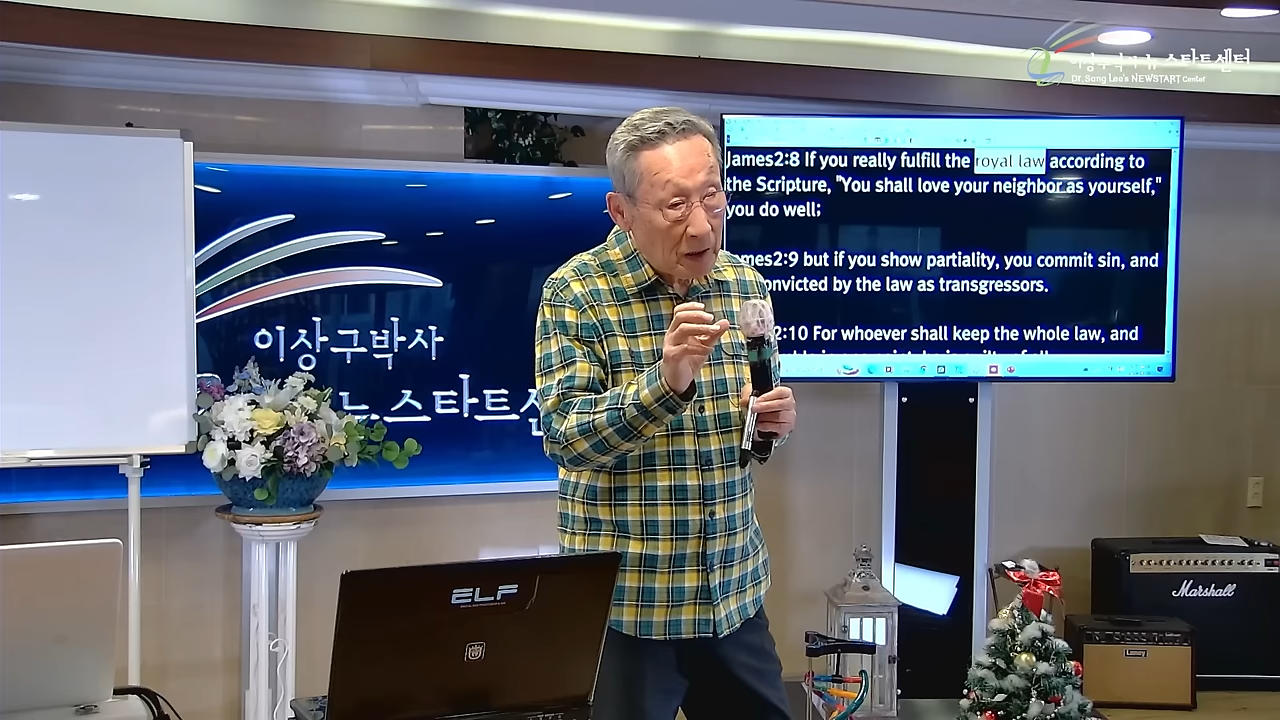 이상구박사 뉴스타트센터
Dr. Sang Lee's NEWSTART Center
James2:8 If you really fulfill the royal law according to
the Scripture, "You shall love your neighbor as yourself,"
you do well;
ames2:9 but if you show partiality, you commit sin, and
onvicted by the law as transgressors.
2:10 For whoever shall keep the whole law, and
이상구박사
뉴스타트센
ELF
Marshall
Laney